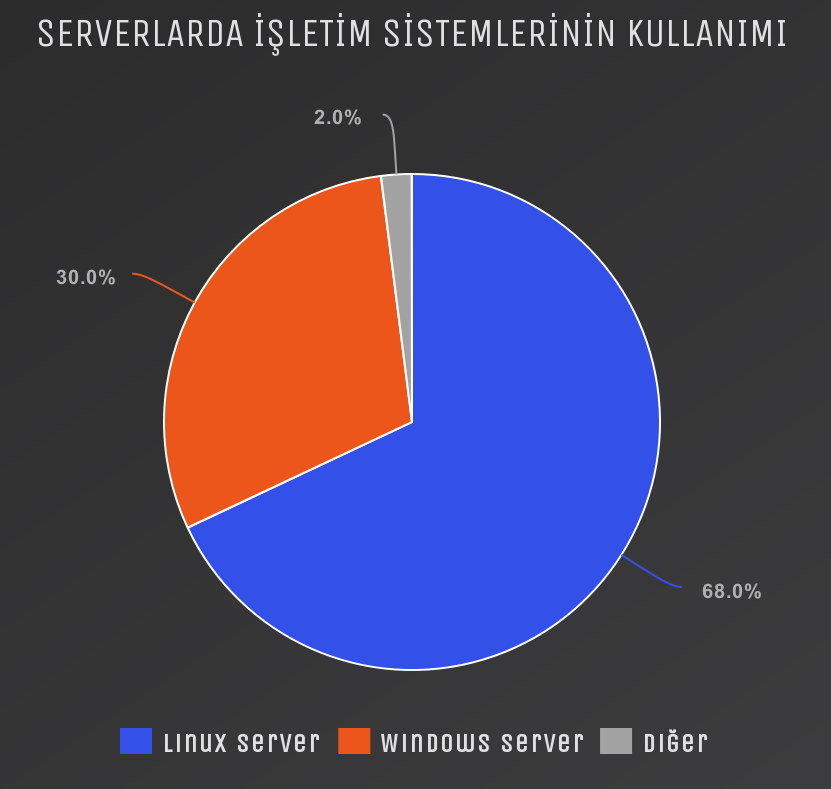 SERVERLARDA İŞLETİM SİSTEMLERİNİN KULLANIMI
2.0%
30.0%
68.0%
Linux Server Windows Server Diğer